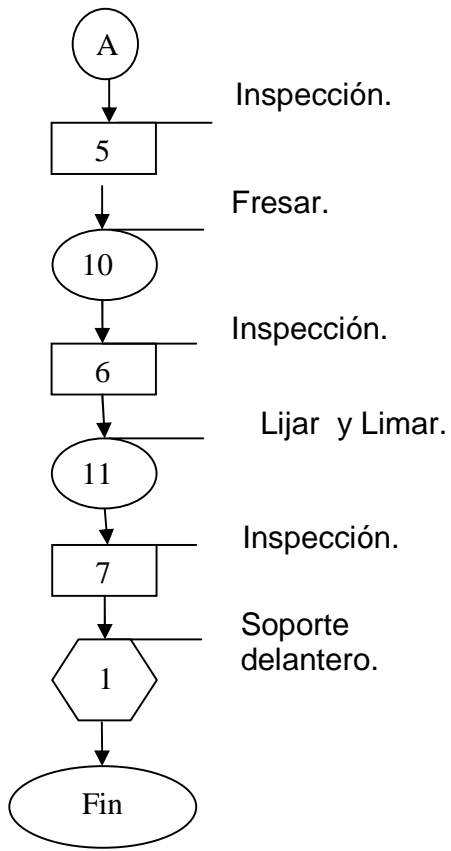 A
Inspección.
5
Fresar.
10
Inspección.
6
Lijar y Limar.
11
Inspección.
7
Soporte
delantero.
1
Fin